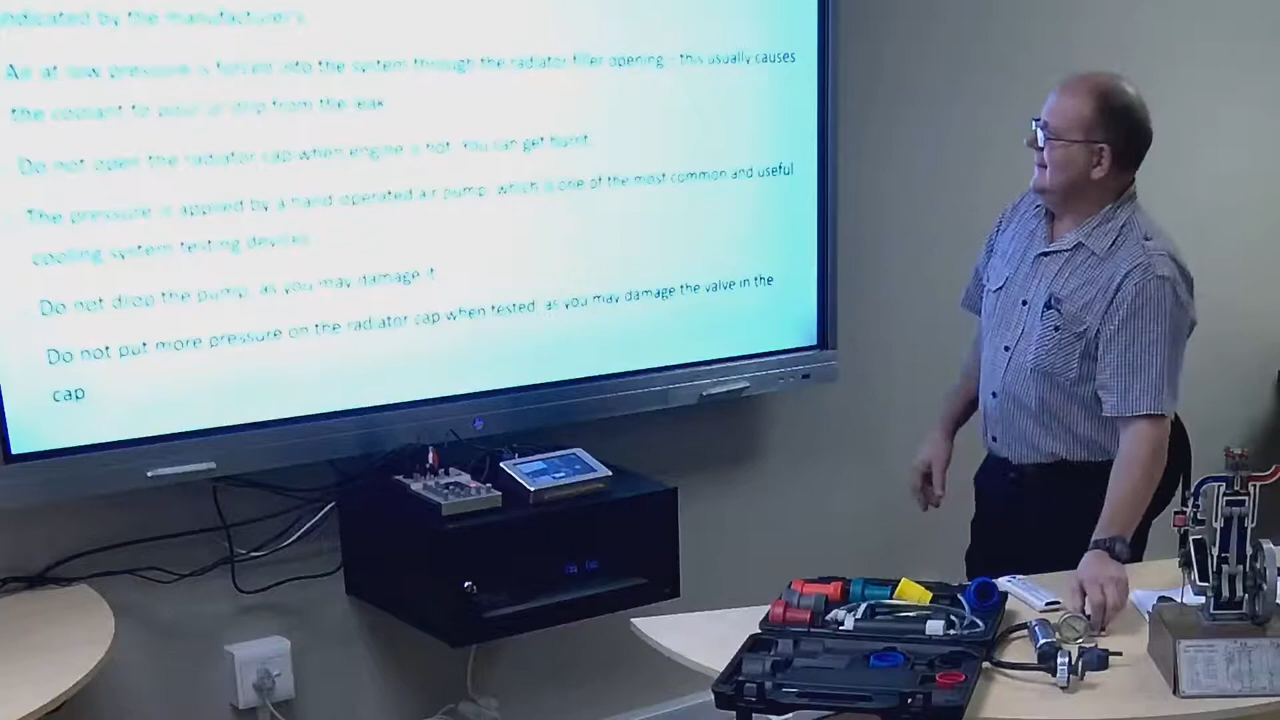 indicated by the manufacturers
Air at low pressure is forced into the system through the radiator filler opening - this usually causes
the coolant to pour or drip from the leak
Do not open the radiator cap when engine is hot. You can get burnt.
The pressure is applied by a hand operated air pump, which is one of the most common and useful
cooling system testing devices
Do not drop the pump, as you may damage it
Do not put more pressure on the radiator cap when tested, as you may damage the valve in the
cap
hp